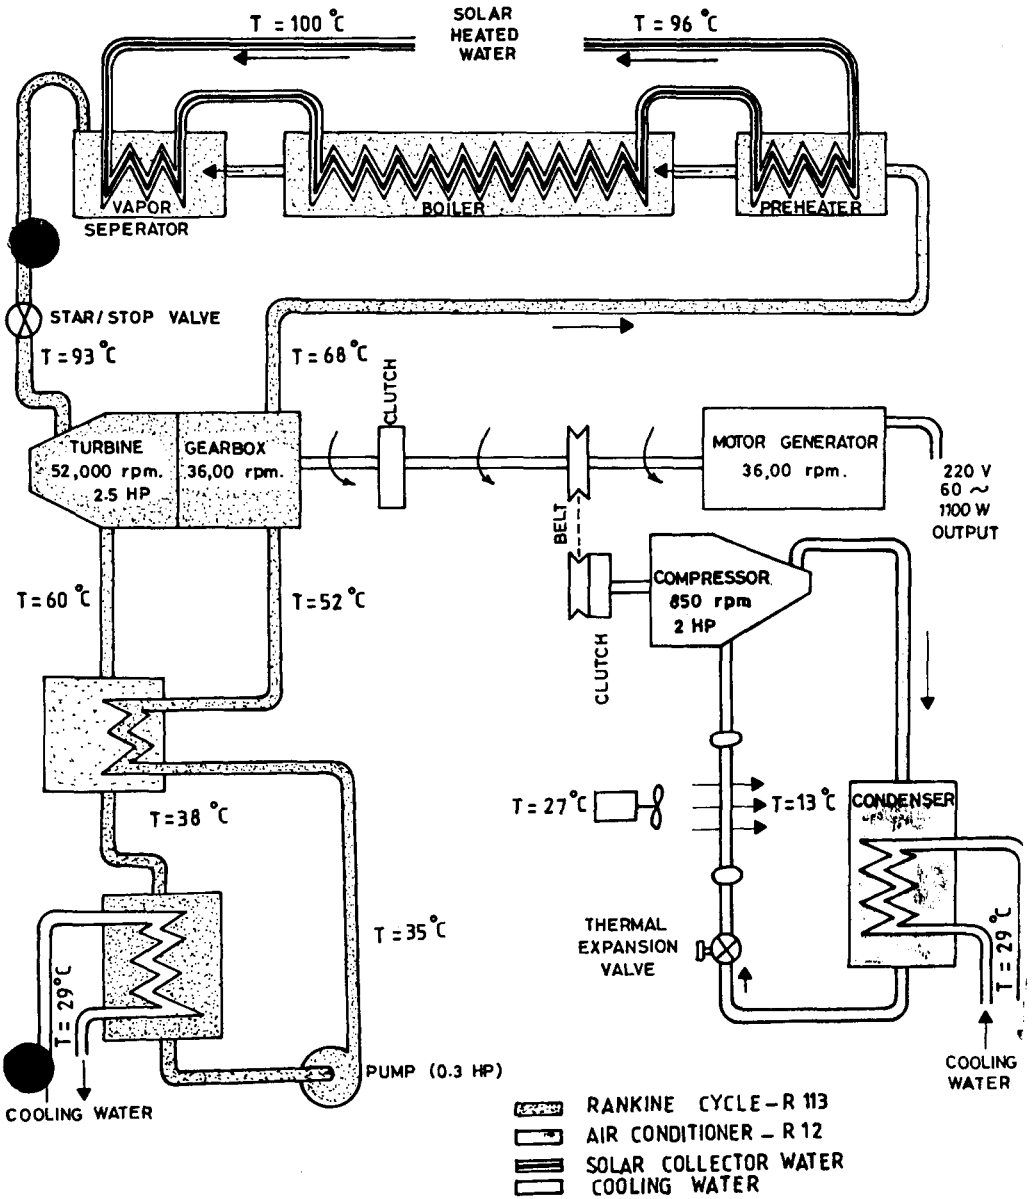 SOLAR
HEATED
WATER
T = 100 °C
T = 96 °C
VAPOR
SEPERATOR
BOILER
PREHEATER
STAR/STOP VALVE
T = 93 °C
T = 68 °C
CLUTCH
TURBINE
52,000 rpm.
2.5 HP
GEARBOX
36,00 rpm.
MOTOR GENERATOR
36,00 rpm.
220 V
60 ~
1100 W
OUTPUT
BELT
COMPRESSOR
850 rpm
2 HP
CLUTCH
T = 60 °C
T = 52 °C
T = 38 °C
T = 27 °C
T = 13 °C
CONDENSER
T = 35 °C
THERMAL
EXPANSION
VALVE
T = 29 °C
T = 29 °C
COOLING WATER
PUMP (0.3 HP)
COOLING
WATER
RANKINE CYCLE – R 113
AIR CONDITIONER – R 12
SOLAR COLLECTOR WATER
COOLING WATER